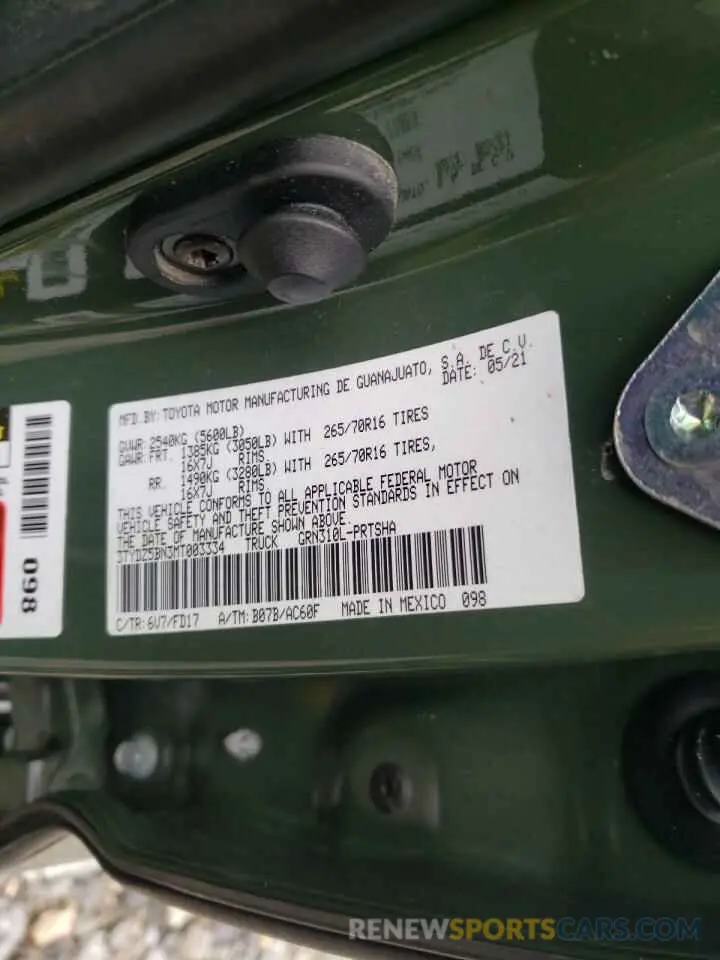 MFD.BY: TOYOTA MOTOR MANUFACTURING DE GUANAJUATO, S.A. DE C.V.
DATE: 05/21
GVWR: 2540KG (5600LB)
GAWR: FRT. 1385KG (3050LB) WITH 265/70R16 TIRES
16X7J RIMS
RR. 1490KG (3280LB) WITH 265/70R16 TIRES,
16X7J RIMS
THIS VEHICLE CONFORMS TO ALL APPLICABLE FEDERAL MOTOR
VEHICLE SAFETY AND THEFT PREVENTION STANDARDS IN EFFECT ON
THE DATE OF MANUFACTURE SHOWN ABOVE.
3TYDZ5BN3MT003334 TRUCK GRN310L-PRTSHA
C/TR: 6V7/FD17 A/TM: B07B/AC60F MADE IN MEXICO 098
098
RENEWSPORTSCARS.COM